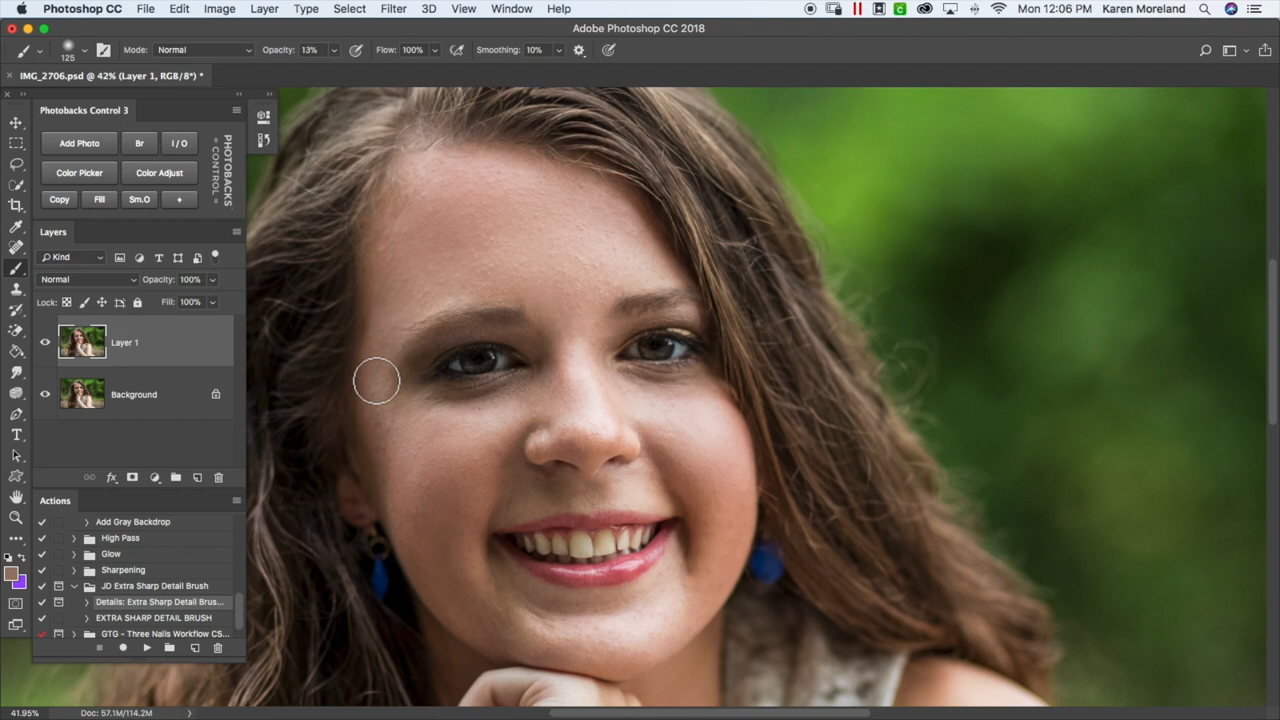 Photoshop CC File Edit Image Layer Type Select Filter 3D View Window Help Mon 12:06 PM Karen Moreland
Adobe Photoshop CC 2018
125 Mode: Normal Opacity: 13% Flow: 100% Smoothing: 10%
IMG_2706.psd @ 42% (Layer 1, RGB/8*) *
Photobacks Control 3
Add Photo Br I / O
Color Picker Color Adjust
Copy Fill Sm.O +
PHOTOBACKS
= CONTROL =
Layers
Kind
Normal Opacity: 100%
Lock: Fill: 100%
Layer 1
Background
Actions
Add Gray Backdrop
High Pass
Glow
Sharpening
JD Extra Sharp Detail Brush
Details: Extra Sharp Detail Brus...
EXTRA SHARP DETAIL BRUSH
GTG - Three Nails Workflow CS...
41.95% Doc: 57.1M/114.2M